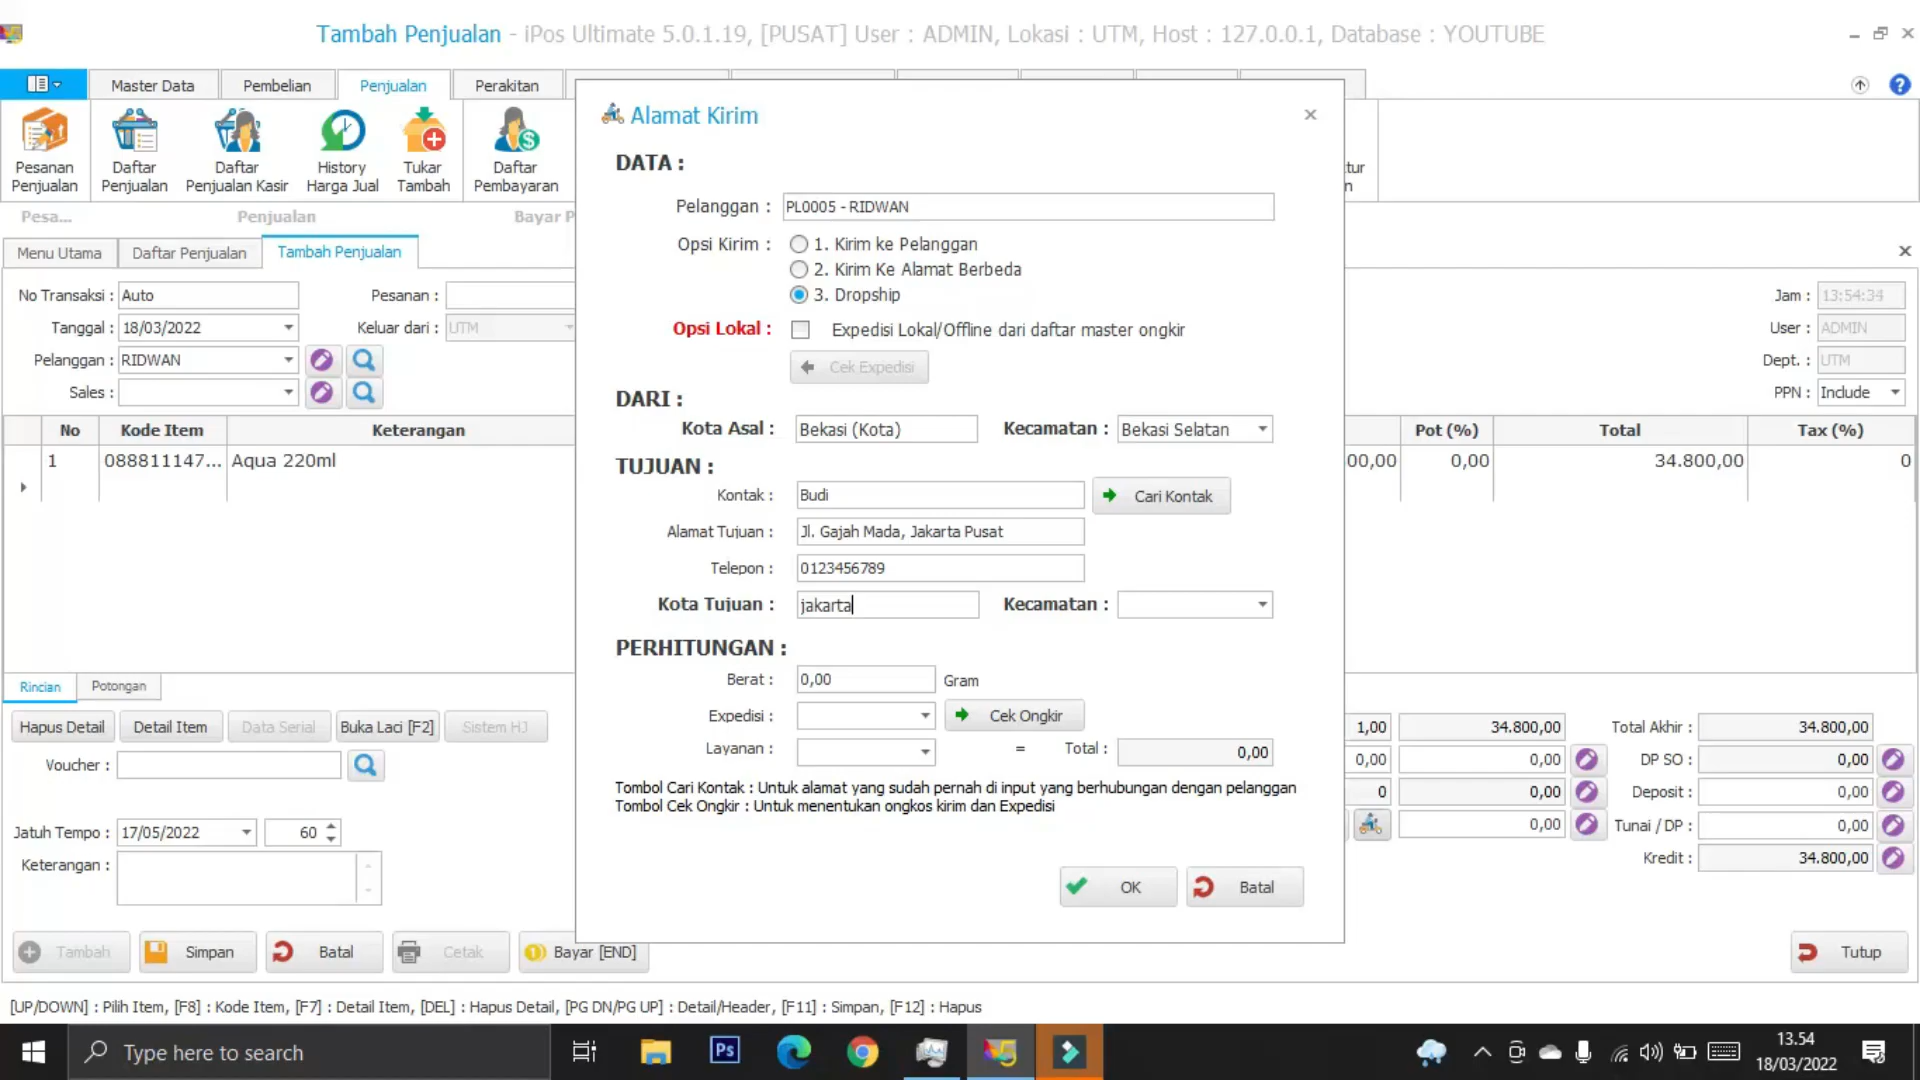 Tambah Penjualan - iPos Ultimate 5.0.1.19, [PUSAT] User : ADMIN, Lokasi : UTM, Host : 127.0.0.1, Database : YOUTUBE
Master Data
Pembelian
Penjualan
Perakitan
Pesanan Penjualan
Daftar Penjualan
Daftar Penjualan Kasir
History Harga Jual
Tukar Tambah
Daftar Pembayaran
Pesa...
Penjualan
Bayar P
Menu Utama
Daftar Penjualan
Tambah Penjualan
No Transaksi : Auto
Pesanan :
Tanggal : 18/03/2022
Keluar dari : UTM
Pelanggan : RIDWAN
Sales :
Jam : 13:54:34
User : ADMIN
Dept. : UTM
PPN : Include
No Kode Item Keterangan Pot (%) Total Tax (%)
1 088811147... Aqua 220ml 00,00 0,00 34.800,00 0
Alamat Kirim
DATA :
Pelanggan : PL0005 - RIDWAN
Opsi Kirim : 1. Kirim ke Pelanggan
2. Kirim Ke Alamat Berbeda
3. Dropship
Opsi Lokal : Expedisi Lokal/Offline dari daftar master ongkir
Cek Expedisi
DARI :
Kota Asal : Bekasi (Kota) Kecamatan : Bekasi Selatan
TUJUAN :
Kontak : Budi Cari Kontak
Alamat Tujuan : Jl. Gajah Mada, Jakarta Pusat
Telepon : 0123456789
Kota Tujuan : jakarta Kecamatan :
PERHITUNGAN :
Berat : 0,00 Gram
Expedisi : Cek Ongkir
Layanan : = Total : 0,00
Tombol Cari Kontak : Untuk alamat yang sudah pernah di input yang berhubungan dengan pelanggan
Tombol Cek Ongkir : Untuk menentukan ongkos kirim dan Expedisi
OK
Batal
Rincian
Potongan
Hapus Detail
Detail Item
Data Serial
Buka Laci [F2]
Sistem HJ
Voucher :
Jatuh Tempo : 17/05/2022 60
Keterangan :
1,00 34.800,00 Total Akhir : 34.800,00
0,00 0,00 DP SO : 0,00
0 0,00 Deposit : 0,00
0,00 Tunai / DP : 0,00
Kredit : 34.800,00
Tambah
Simpan
Batal
Cetak
Bayar [END]
Tutup
[UP/DOWN] : Pilih Item, [F8] : Kode Item, [F7] : Detail Item, [DEL] : Hapus Detail, [PG DN/PG UP] : Detail/Header, [F11] : Simpan, [F12] : Hapus
Type here to search
Ps
13.54
18/03/2022